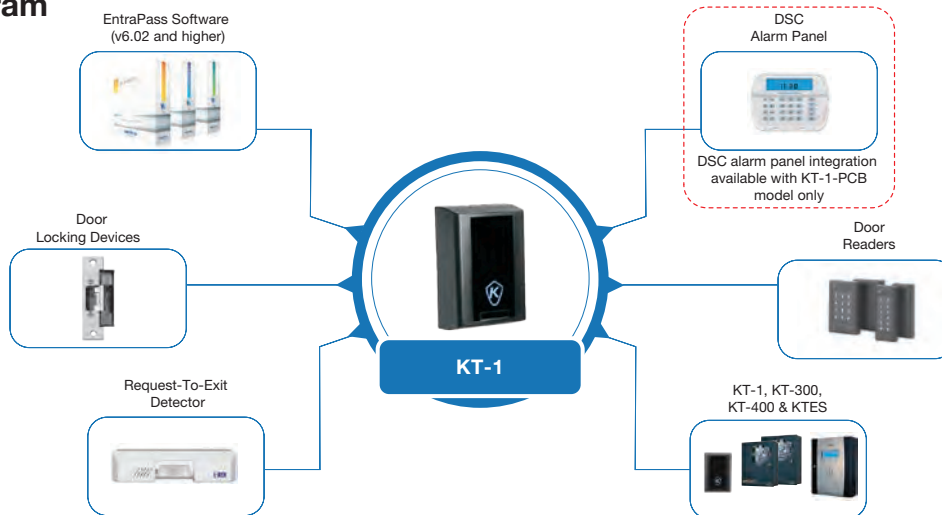 ram
EntraPass Software
(v6.02 and higher)
DSC
Alarm Panel
DSC alarm panel integration
available with KT-1-PCB
model only
Door
Locking Devices
Door
Readers
KT-1
Request-To-Exit
Detector
KT-1, KT-300,
KT-400 & KTES